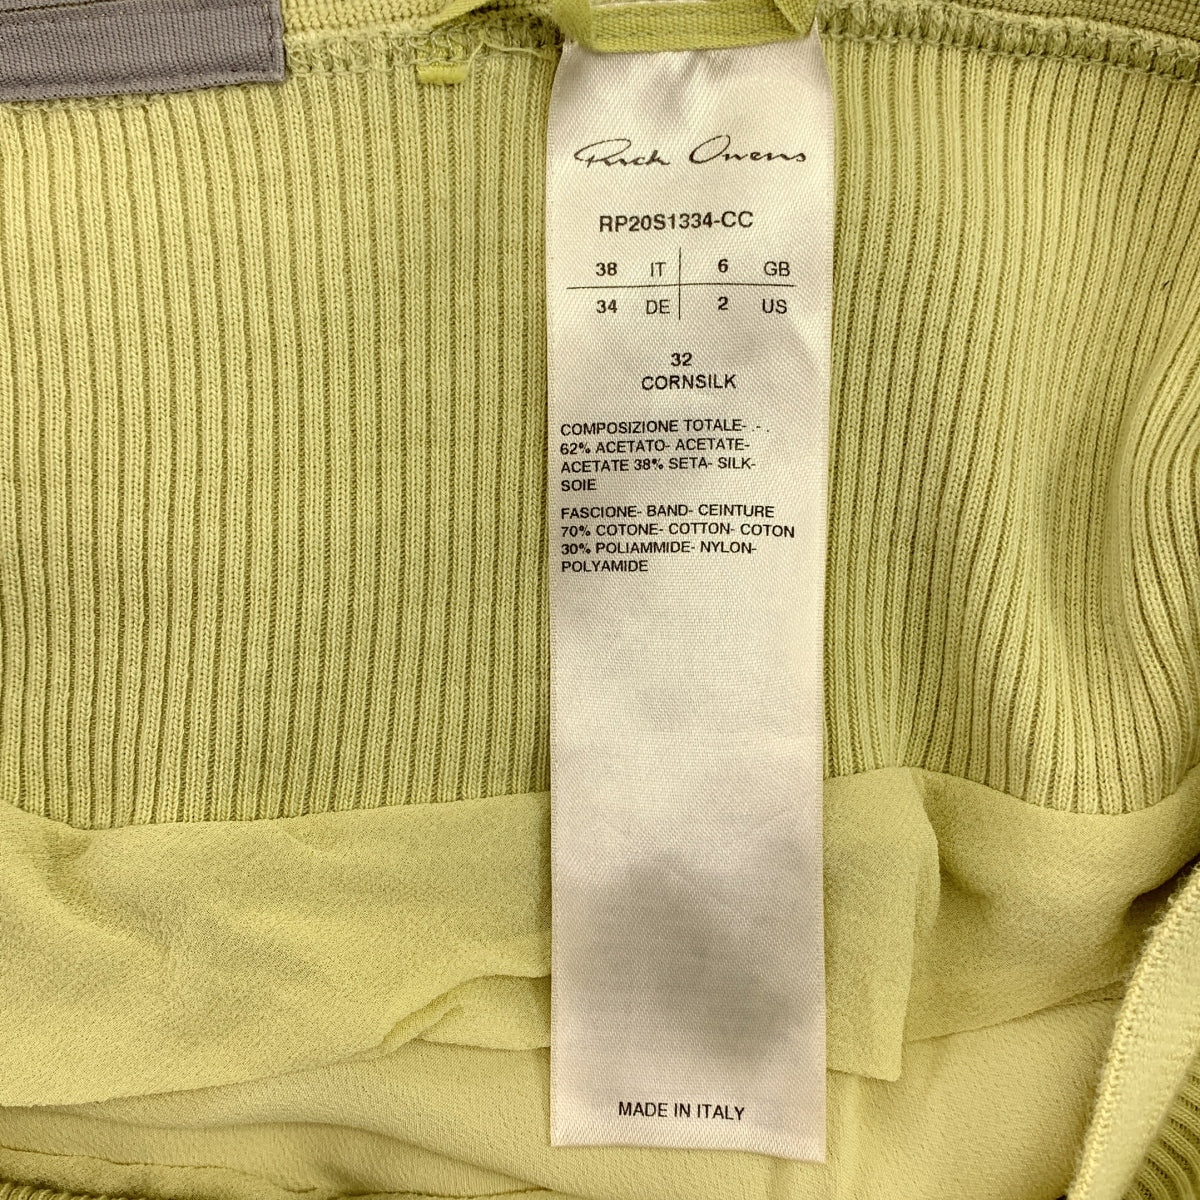 Rick Owens
RP20S1334-CC
38 IT 6 GB
34 DE 2 US
32
CORNSILK
COMPOSIZIONE TOTALE- .- .
62% ACETATO- ACETATE-
ACETATE 38% SETA- SILK-
SOIE
FASCIONE- BAND- CEINTURE
70% COTONE- COTTON- COTON
30% POLIAMMIDE- NYLON-
POLYAMIDE
MADE IN ITALY